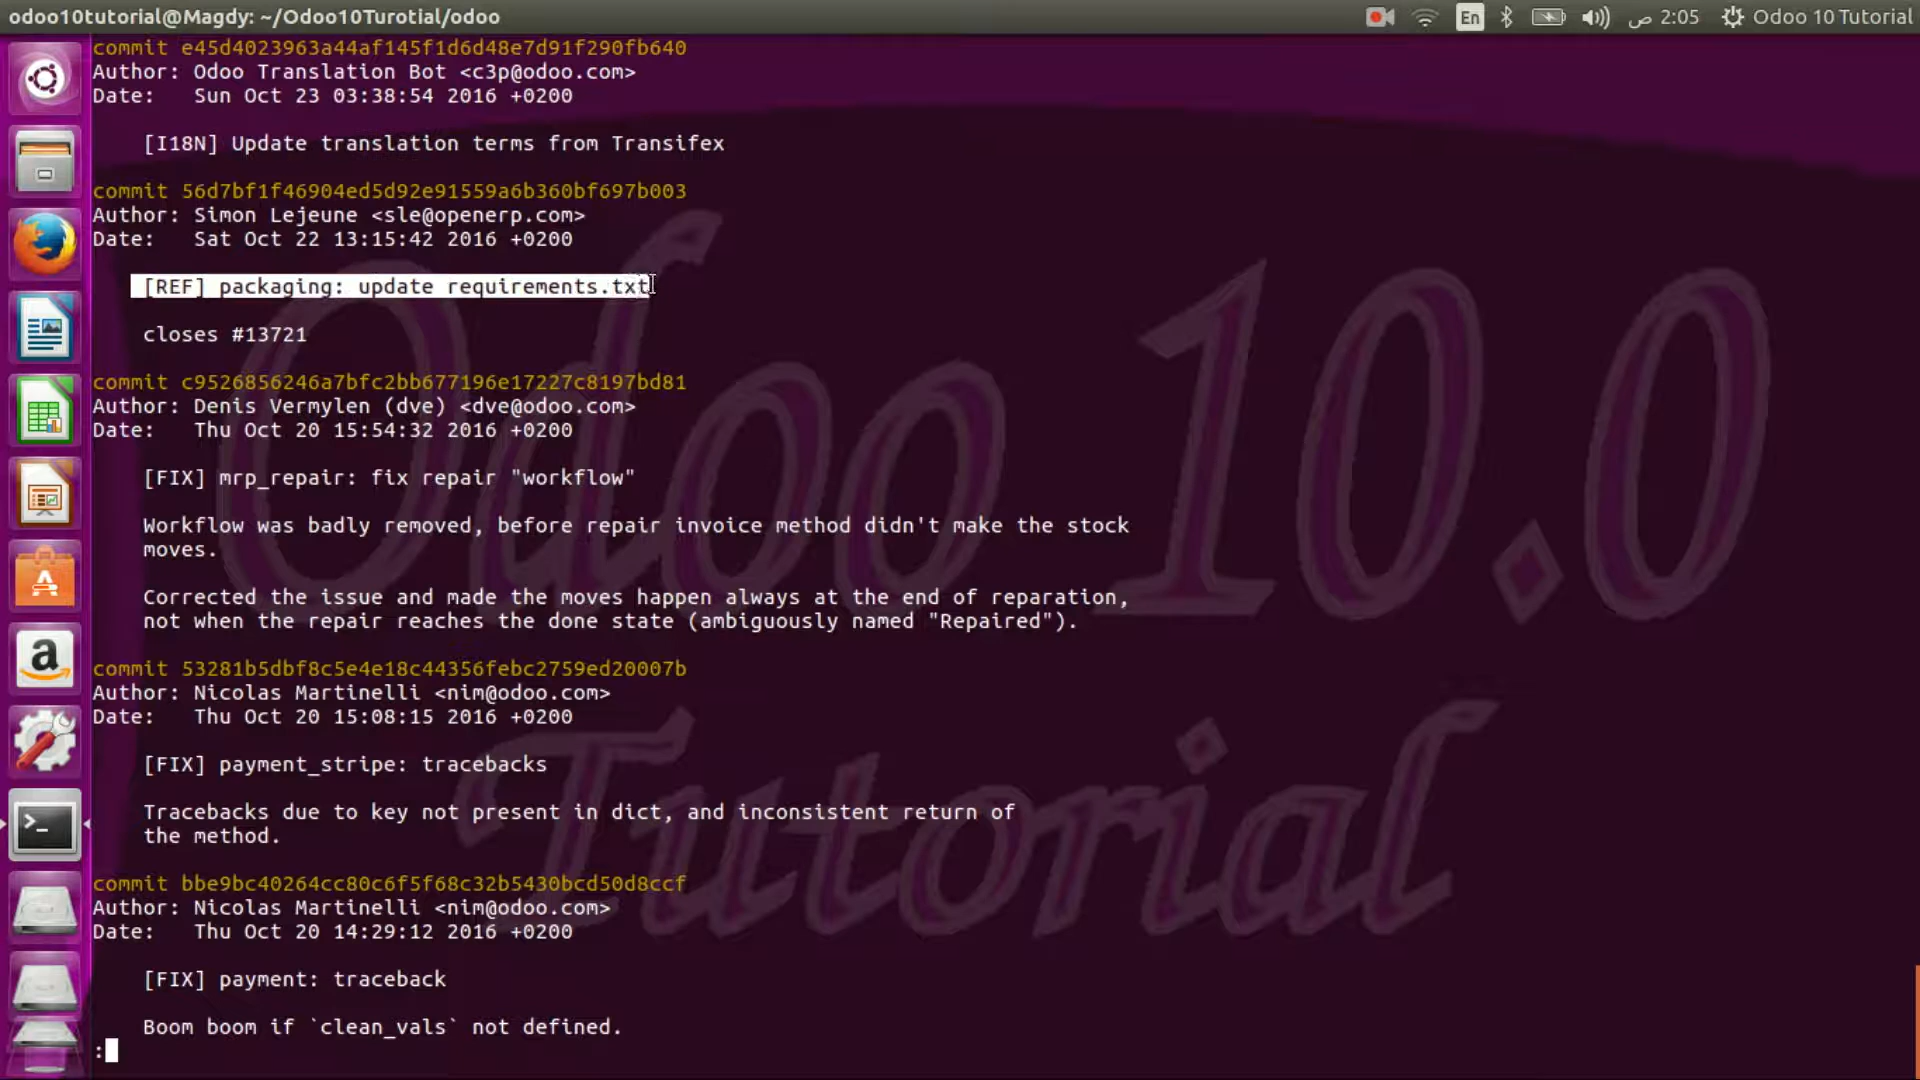 odoo10tutorial@Magdy: ~/Odoo10Turotial/odoo
En
ص 2:05
Odoo 10 Tutorial
commit e45d4023963a44af145f1d6d48e7d91f290fb640
Author: Odoo Translation Bot <c3p@odoo.com>
Date:   Sun Oct 23 03:38:54 2016 +0200
[I18N] Update translation terms from Transifex
commit 56d7bf1f46904ed5d92e91559a6b360bf697b003
Author: Simon Lejeune <sle@openerp.com>
Date:   Sat Oct 22 13:15:42 2016 +0200
[REF] packaging: update requirements.txt
closes #13721
commit c9526856246a7bfc2bb677196e17227c8197bd81
Author: Denis Vermylen (dve) <dve@odoo.com>
Date:   Thu Oct 20 15:54:32 2016 +0200
[FIX] mrp_repair: fix repair "workflow"
Workflow was badly removed, before repair invoice method didn't make the stock
moves.
Corrected the issue and made the moves happen always at the end of reparation,
not when the repair reaches the done state (ambiguously named "Repaired").
commit 53281b5dbf8c5e4e18c44356febc2759ed20007b
Author: Nicolas Martinelli <nim@odoo.com>
Date:   Thu Oct 20 15:08:15 2016 +0200
[FIX] payment_stripe: tracebacks
Tracebacks due to key not present in dict, and inconsistent return of
the method.
commit bbe9bc40264cc80c6f5f68c32b5430bcd50d8ccf
Author: Nicolas Martinelli <nim@odoo.com>
Date:   Thu Oct 20 14:29:12 2016 +0200
[FIX] payment: traceback
Boom boom if `clean_vals` not defined.
:
Odoo 10.0
Tutorial